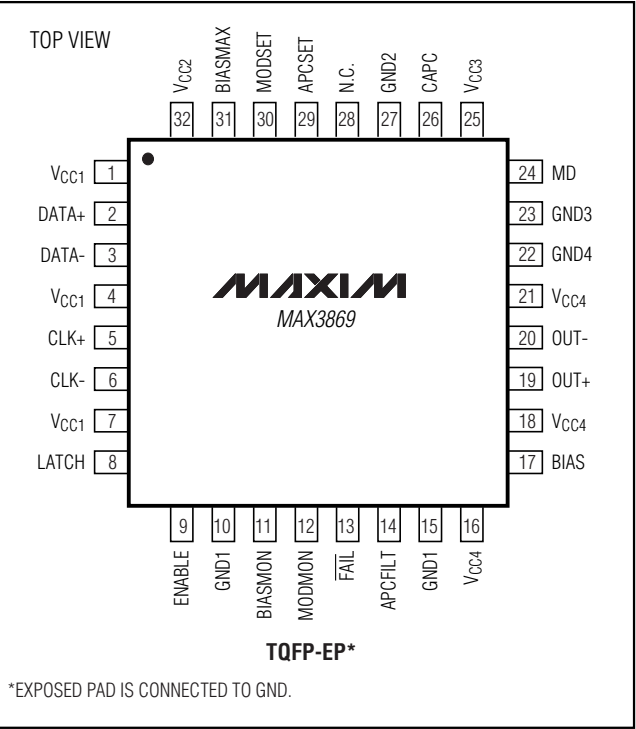 TOP VIEW
VCC2
BIASMAX
MODSET
APCSET
N.C.
GND2
CAPC
VCC3
32 31 30 29 28 27 26 25
VCC1 1
DATA+ 2
DATA- 3
VCC1 4
CLK+ 5
CLK- 6
VCC1 7
LATCH 8
MAXIM
MAX3869
24 MD
23 GND3
22 GND4
21 VCC4
20 OUT-
19 OUT+
18 VCC4
17 BIAS
9 10 11 12 13 14 15 16
ENABLE
GND1
BIASMON
MODMON
FAIL
APCFILT
GND1
VCC4
TQFP-EP*
*EXPOSED PAD IS CONNECTED TO GND.